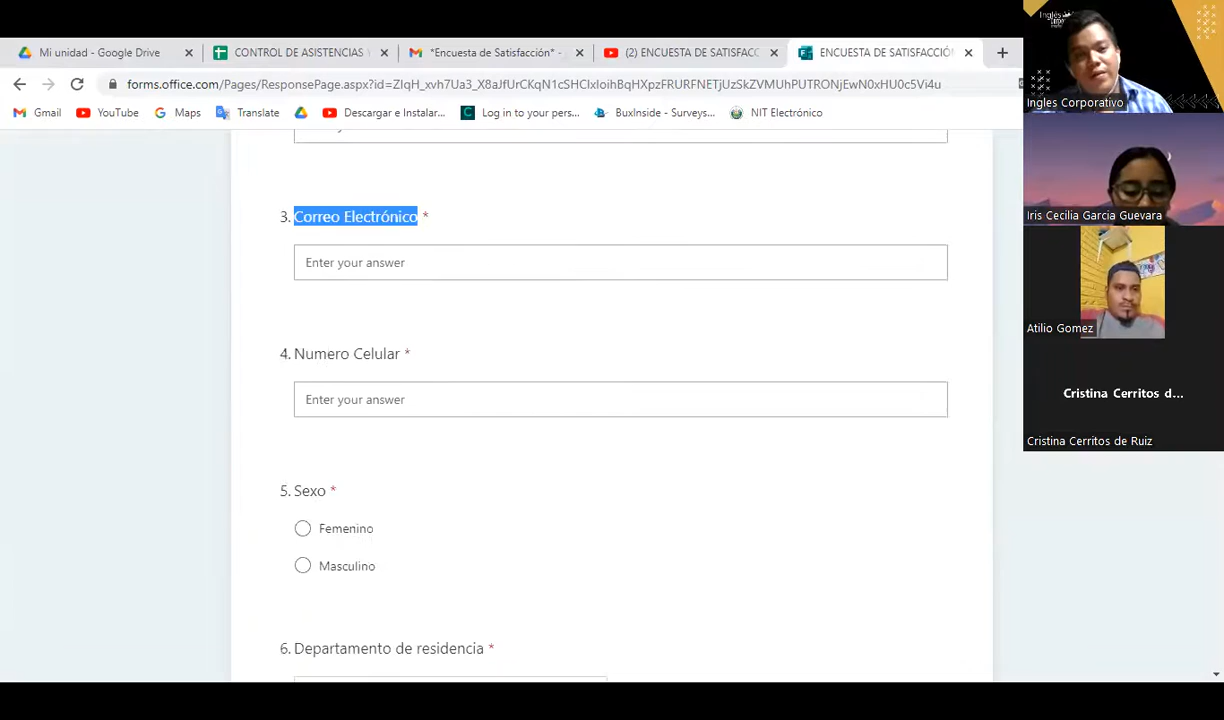 Mi unidad - Google Drive
CONTROL DE ASISTENCIAS
*Encuesta de Satisfacción* -
(2) ENCUESTA DE SATISFACC
ENCUESTA DE SATISFACCIÓN
forms.office.com/Pages/ResponsePage.aspx?id=ZIqH_xvh7Ua3_X8aJfUrCKqN1cSHCIxIoihBqHXpzFRURFNETjUzSkZVMUhPUTRONjEwN0xHU0c5Vi4u
Gmail
YouTube
Maps
Translate
Descargar e Instalar...
Log in to your pers...
BuxInside - Surveys...
NIT Electrónico
3. Correo Electrónico *
Enter your answer
4. Numero Celular *
Enter your answer
5. Sexo *
Femenino
Masculino
6. Departamento de residencia *
Inglés
Ingles Corporativo
Iris Cecilia Garcia Guevara
Atilio Gomez
Cristina Cerritos d...
Cristina Cerritos de Ruiz